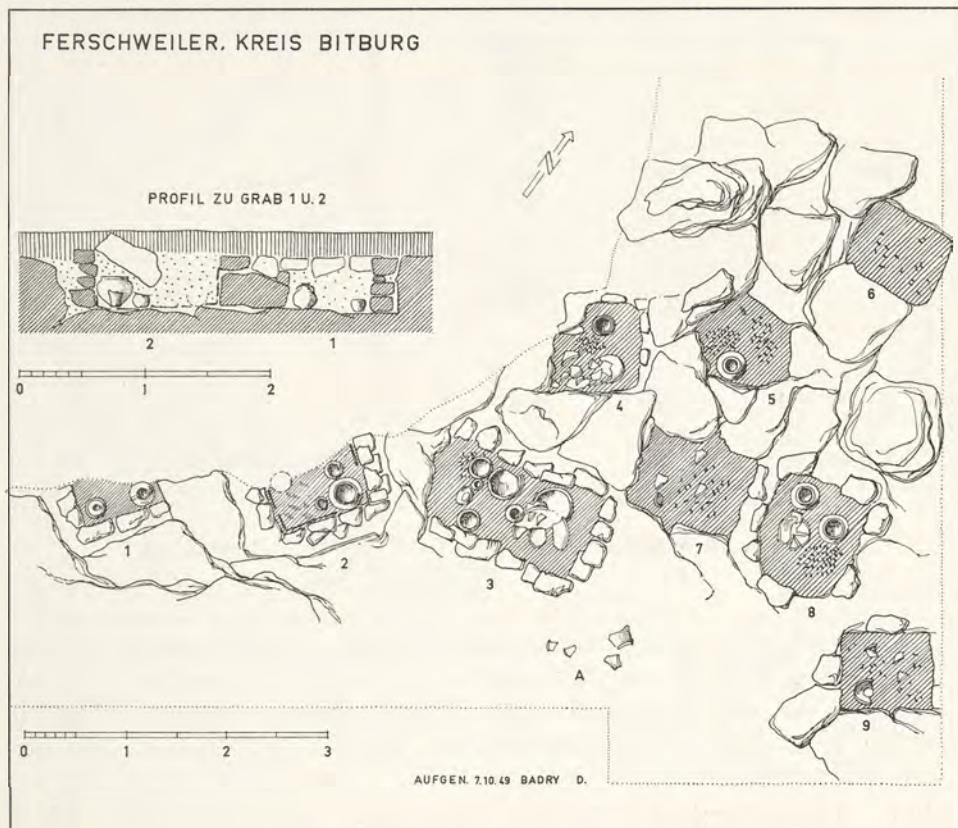 FERSCHWEILER, KREIS BITBURG
N
PROFIL ZU GRAB 1 U. 2
2 1
0 1 2
6
4
5
1
2
3
7
8
A
9
0 1 2 3
AUFGEN. 7.10.49 BADRY D.